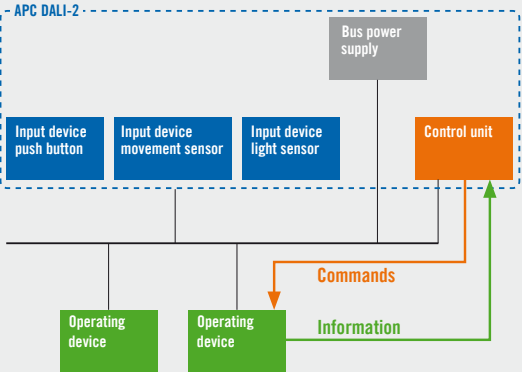 APC DALI-2
Bus power
supply
Input device
push button
Input device
movement sensor
Input device
light sensor
Control unit
Commands
Information
Operating
device
Operating
device